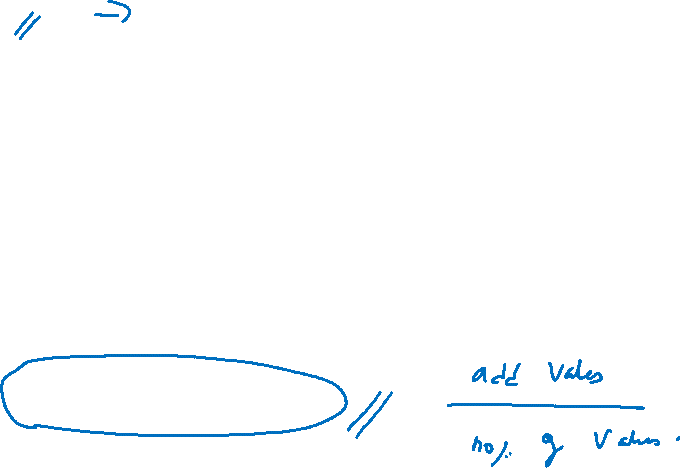 add Values
no/. of Values.